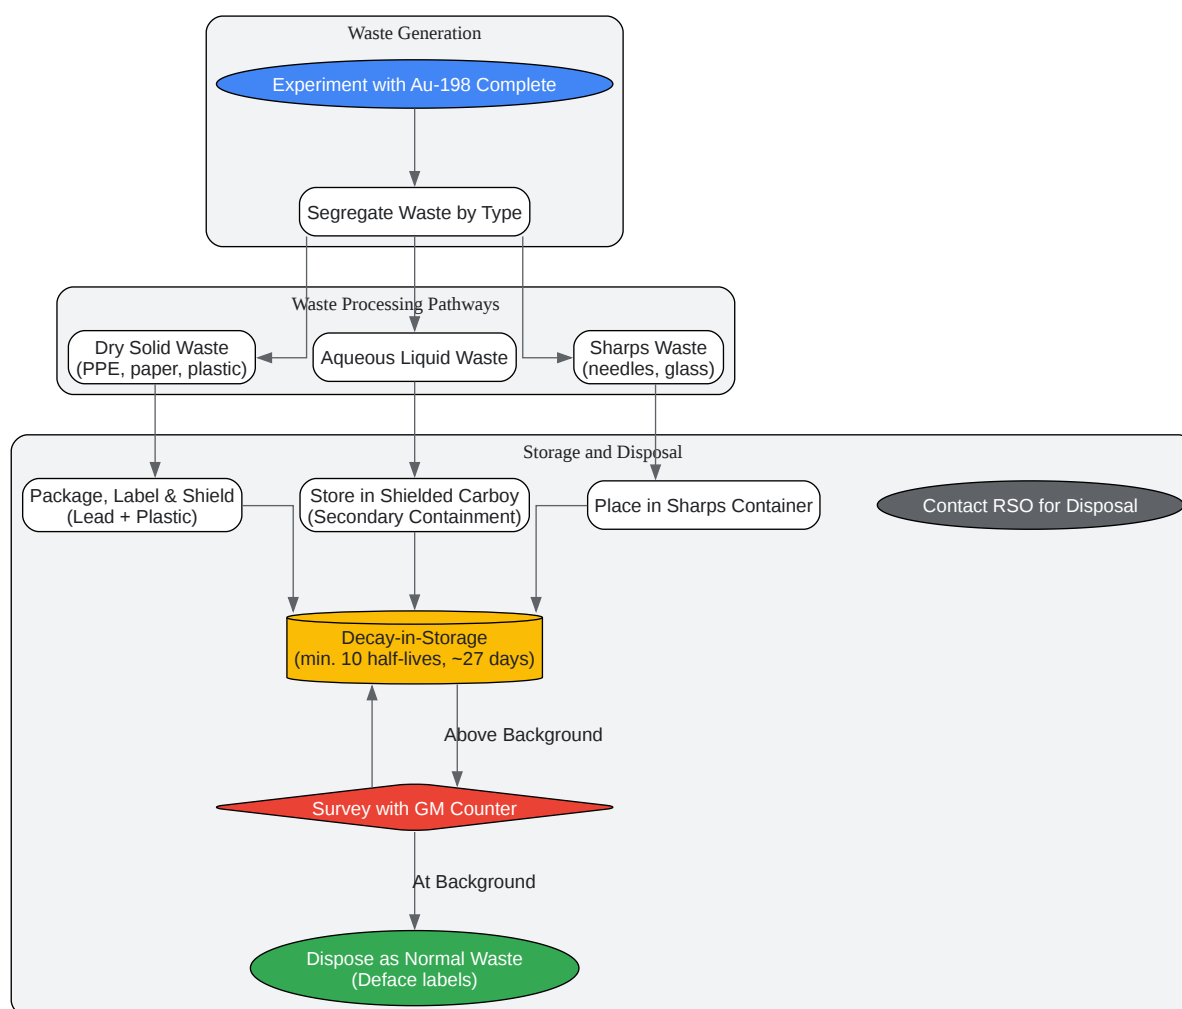 Waste Generation
Experiment with Au-198 Complete
Segregate Waste by Type
Waste Processing Pathways
Dry Solid Waste
(PPE, paper, plastic)
Aqueous Liquid Waste
Sharps Waste
(needles, glass)
Storage and Disposal
Package, Label & Shield
(Lead + Plastic)
Store in Shielded Carboy
(Secondary Containment)
Place in Sharps Container
Contact RSO for Disposal
Decay-in-Storage
(min. 10 half-lives, ~27 days)
Above Background
Survey with GM Counter
At Background
Dispose as Normal Waste
(Deface labels)